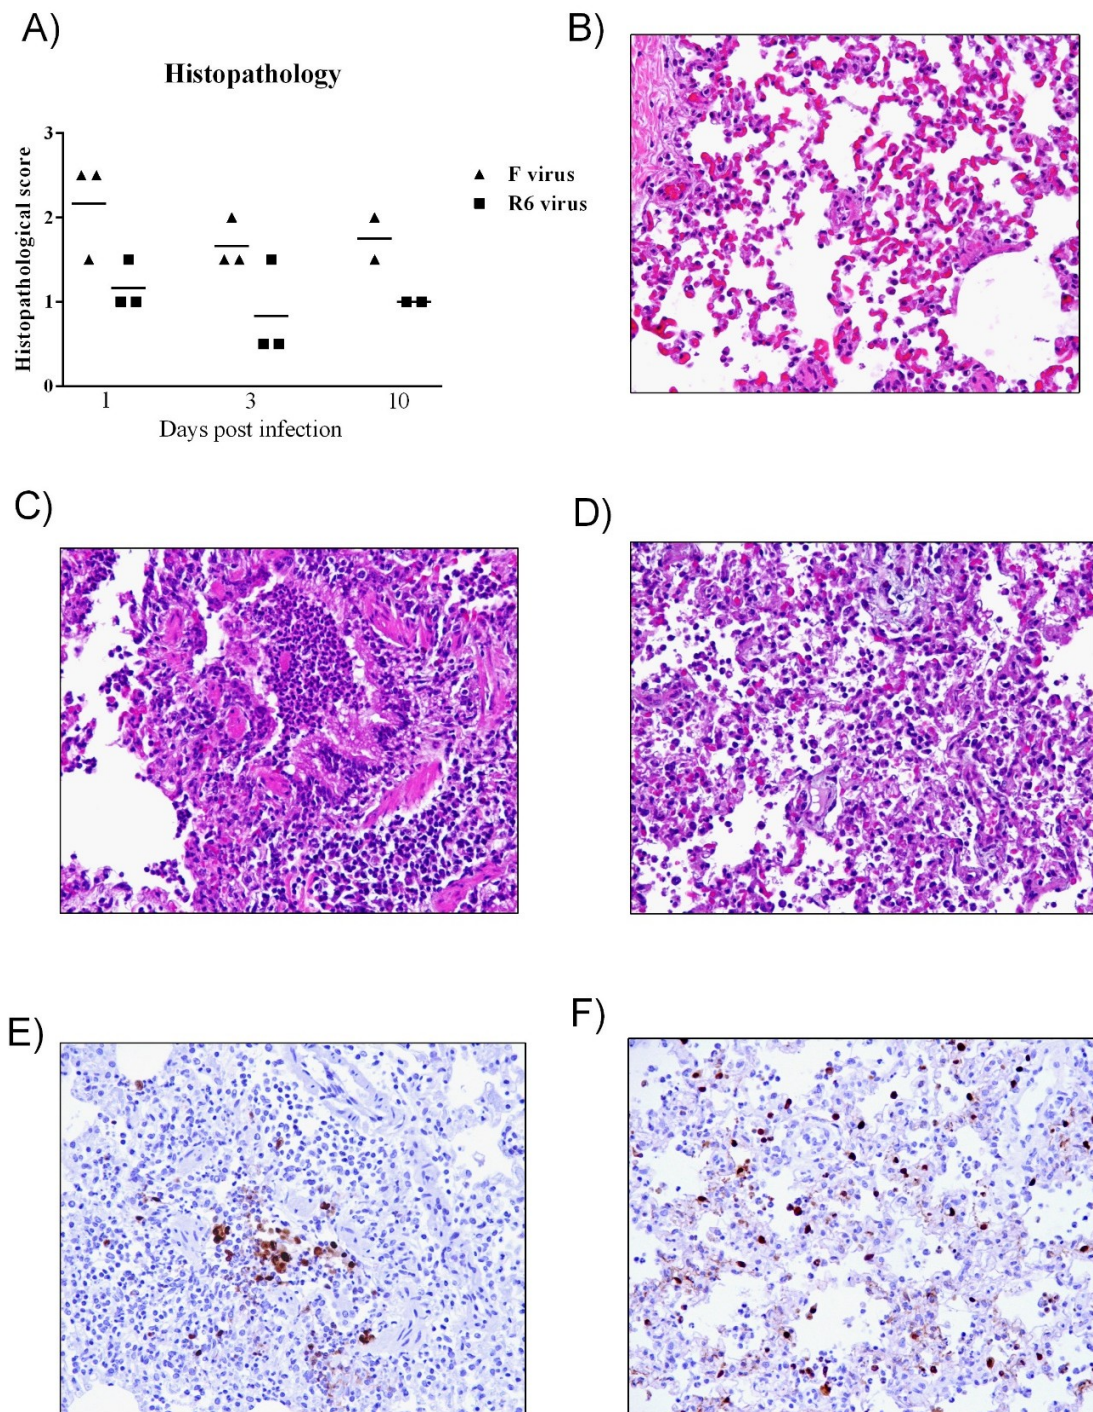 A)
Histopathology
3
2
1
0
Histopathological score
1 3 10
Days post infection
F virus
R6 virus
B)
C)
D)
E)
F)